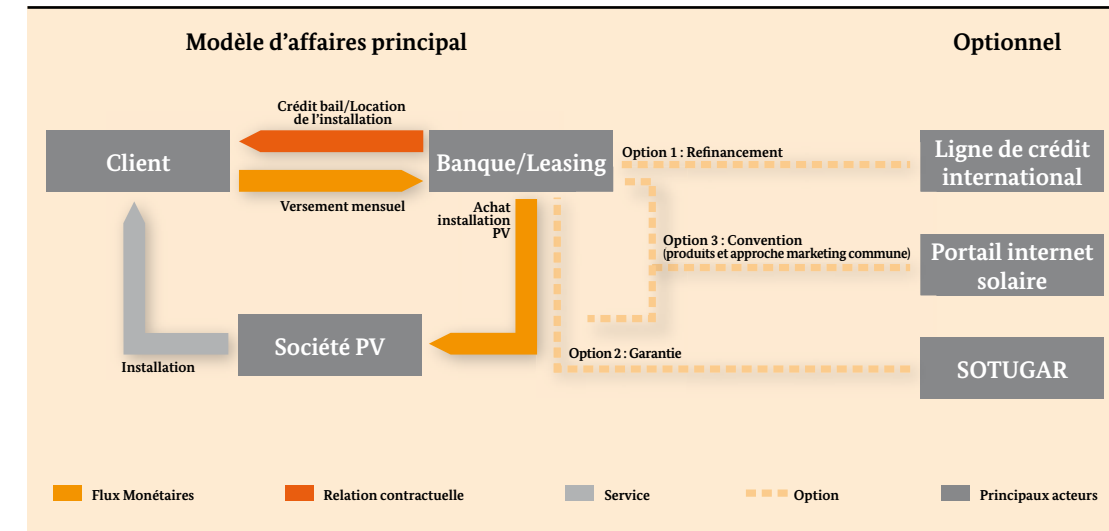 Modèle d'affaires principal
Optionnel
Crédit bail/Location
de l'installation
Client
Banque/Leasing
Option 1 : Refinancement
Ligne de crédit
international
Versement mensuel
Achat
installation
PV
Option 3 : Convention
(produits et approche marketing commune)
Portail internet
solaire
Société PV
Installation
Option 2 : Garantie
SOTUGAR
Flux Monétaires
Relation contractuelle
Service
Option
Principaux acteurs